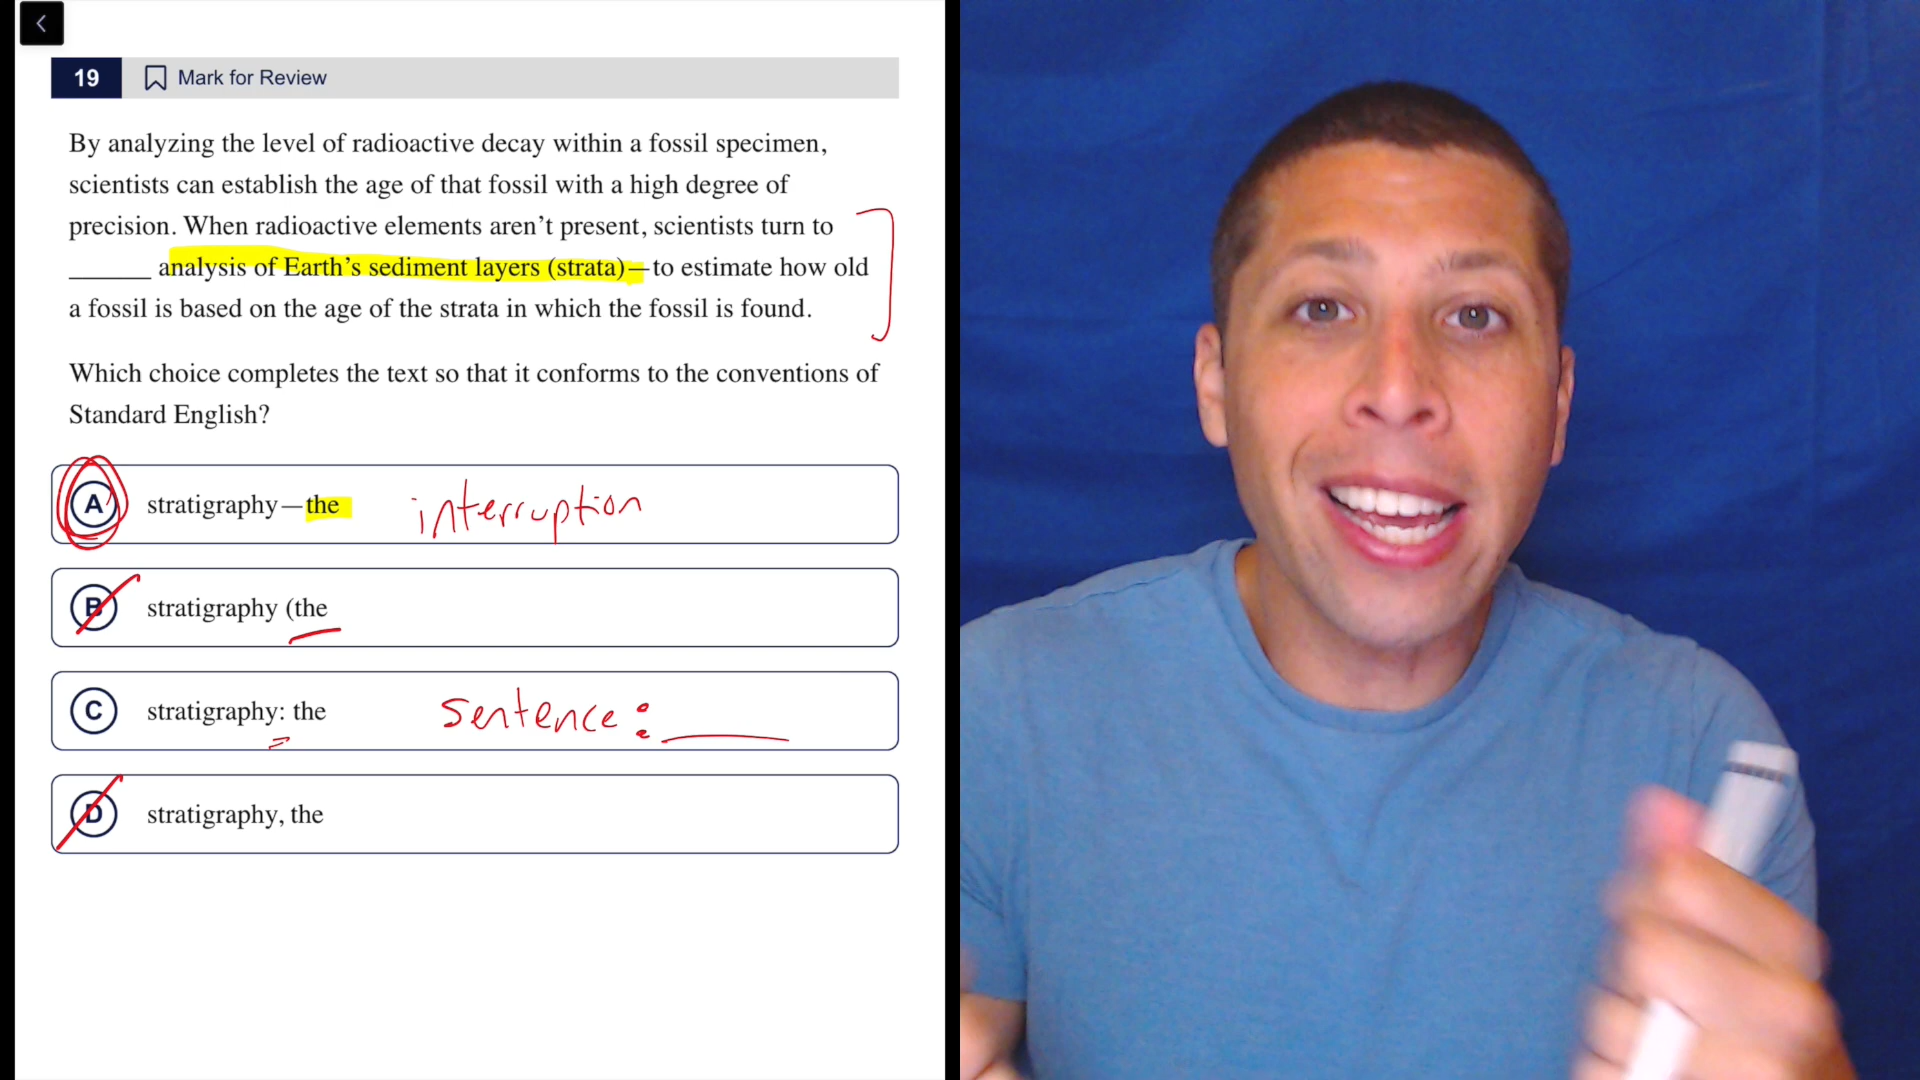 19 Mark for Review
By analyzing the level of radioactive decay within a fossil specimen,
scientists can establish the age of that fossil with a high degree of
precision. When radioactive elements aren’t present, scientists turn to
______ analysis of Earth’s sediment layers (strata)—to estimate how old
a fossil is based on the age of the strata in which the fossil is found.
Which choice completes the text so that it conforms to the conventions of
Standard English?
A stratigraphy—the interruption
B stratigraphy (the
C stratigraphy: the sentence: ______
D stratigraphy, the